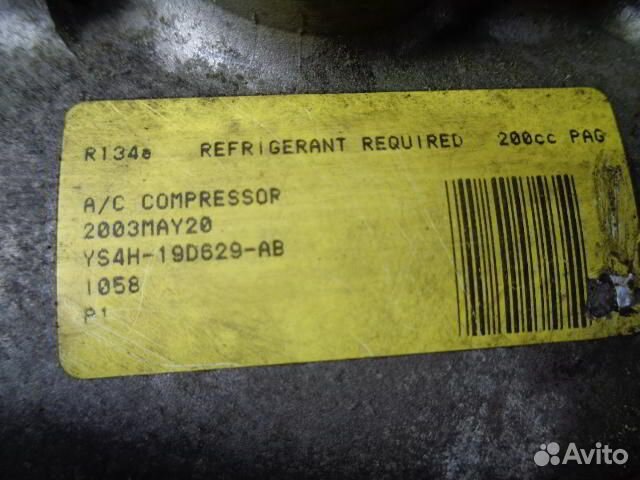 R134a REFRIGERANT REQUIRED 200cc PAG
A/C COMPRESSOR
2003MAY20
YS4H-19D629-AB
1058
P1
Avito